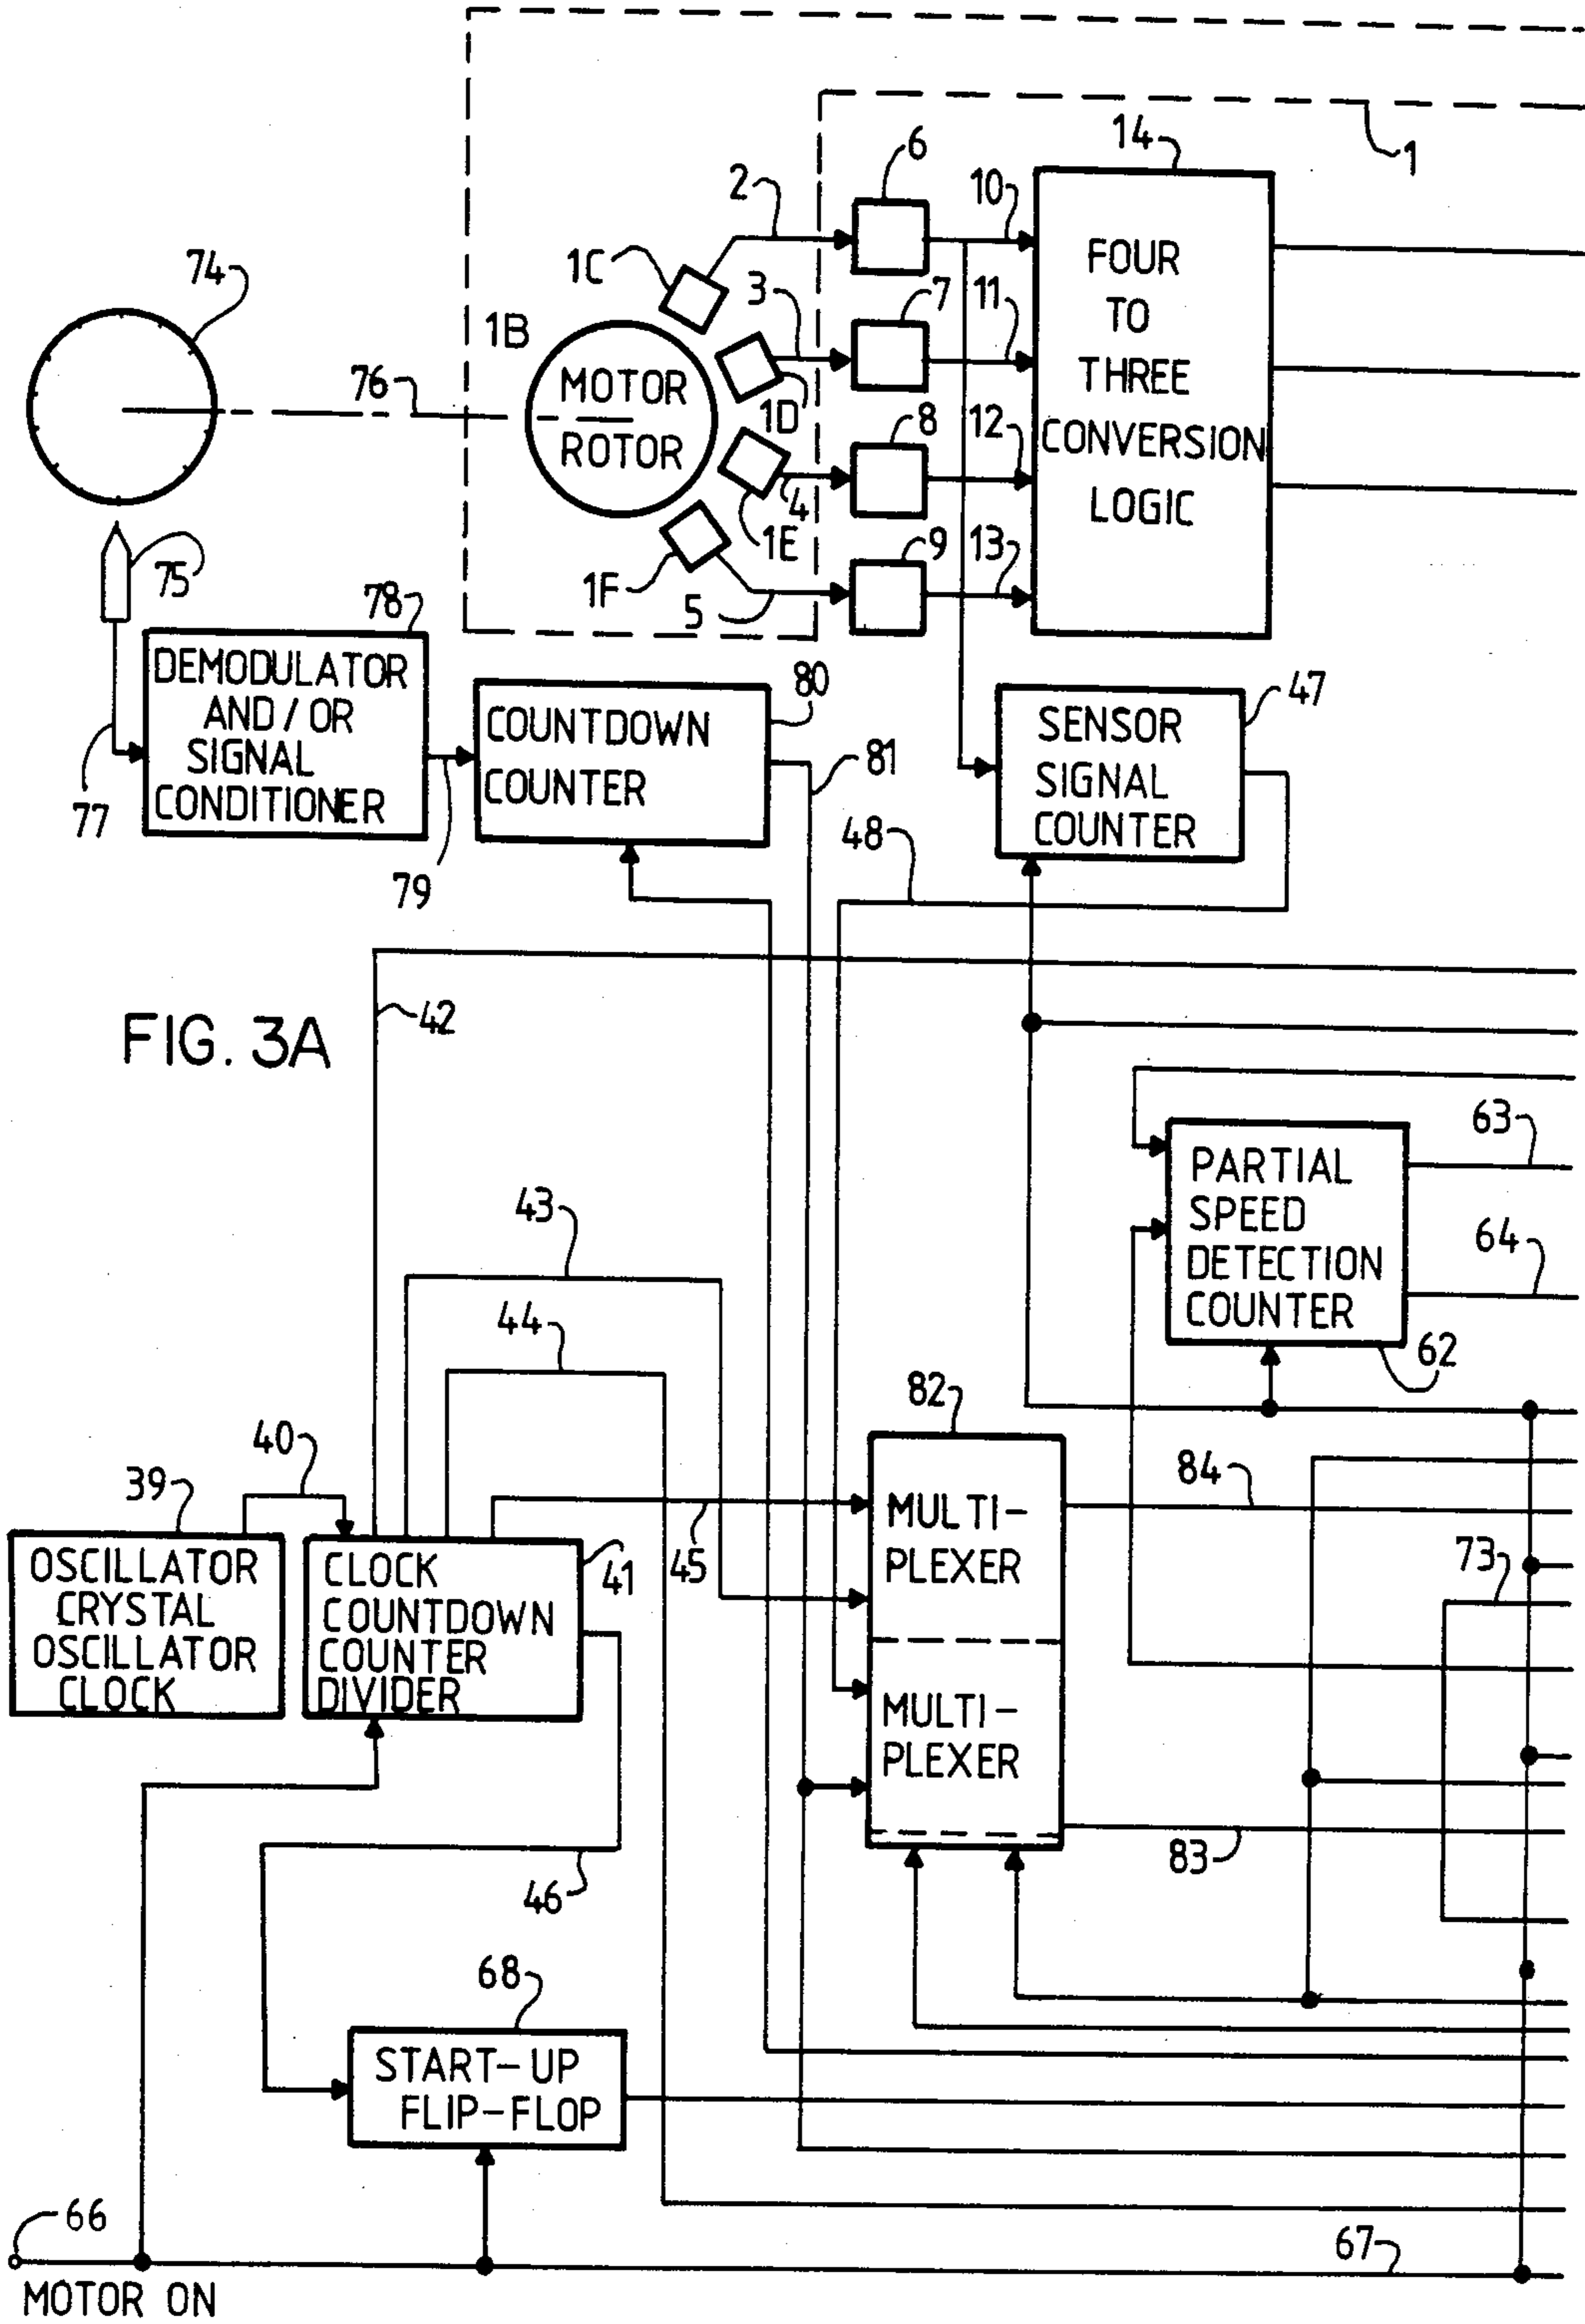 1
14
6
2
10
74
1C
FOUR
TO
THREE
CONVERSION
LOGIC
3
7
11
1B
76
MOTOR
ROTOR
1D
8
12
4
1E
75
9
13
1F
5
78
DEMODULATOR
AND/OR
SIGNAL
CONDITIONER
80
COUNTDOWN
COUNTER
47
SENSOR
SIGNAL
COUNTER
81
77
79
48
42
FIG. 3A
63
PARTIAL
SPEED
DETECTION
COUNTER
43
64
44
62
82
40
84
39
MULTI-
PLEXER
73
OSCILLATOR
CRYSTAL
OSCILLATOR
CLOCK
CLOCK
COUNTDOWN
COUNTER
DIVIDER
41
45
MULTI-
PLEXER
83
46
68
START-UP
FLIP-FLOP
66
67
MOTOR ON